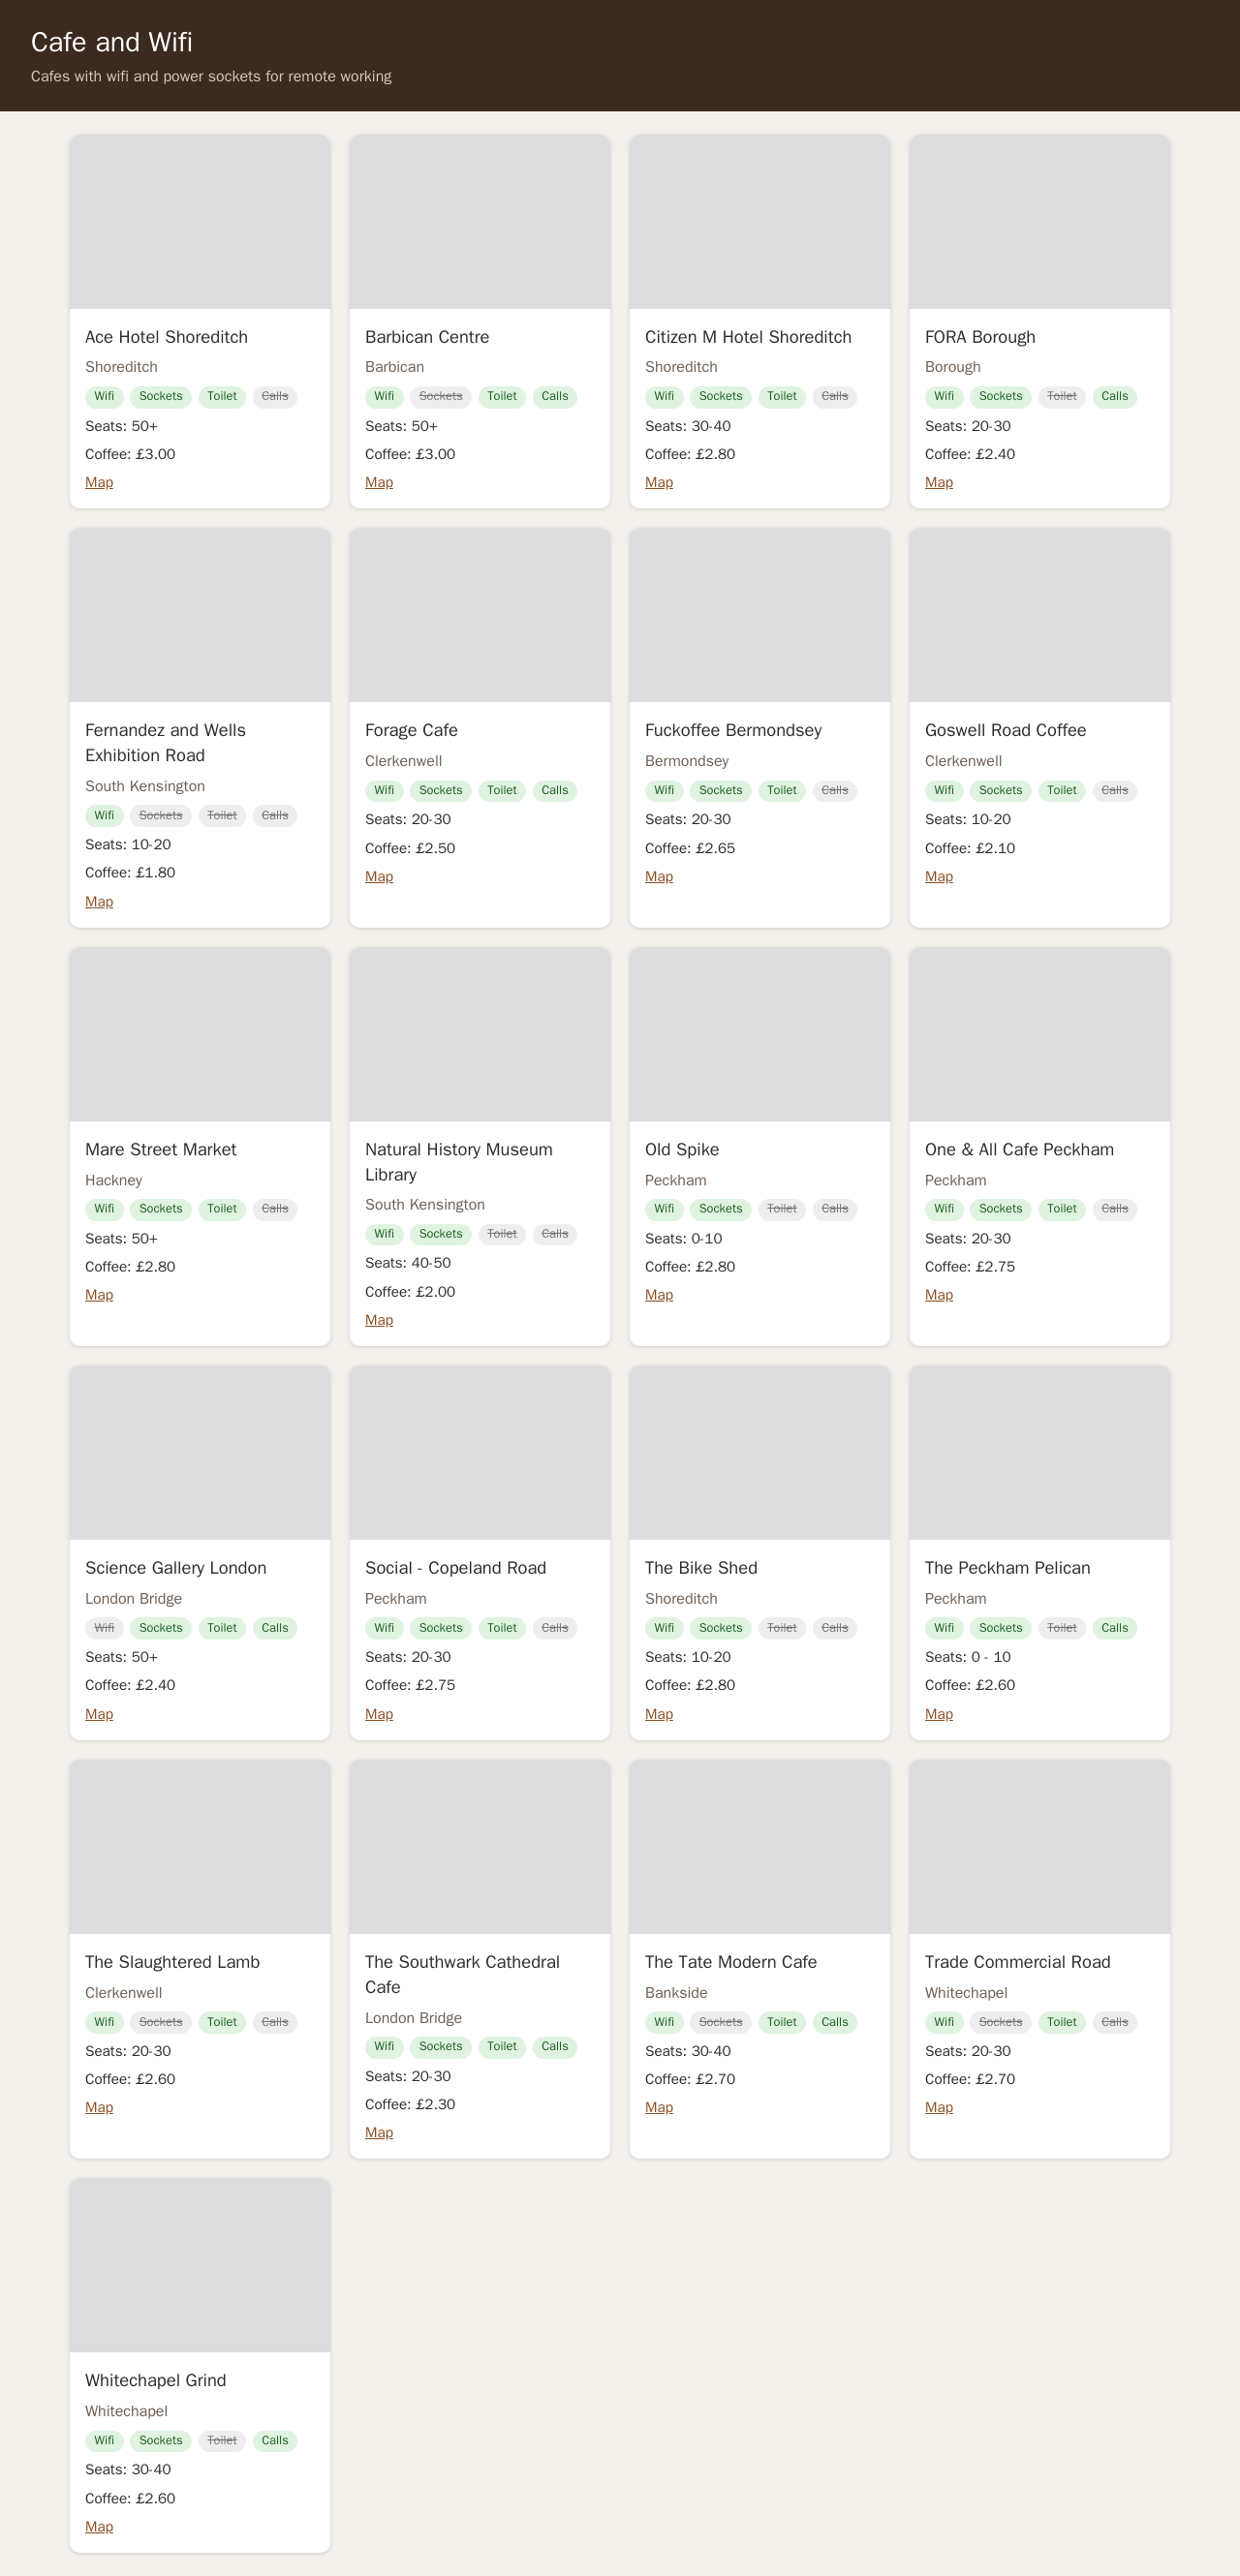 Cafe and Wifi
Cafes with wifi and power sockets for remote working
Ace Hotel Shoreditch
Shoreditch
Wifi Sockets Toilet Calls
Seats: 50+
Coffee: £3.00
Map
Barbican Centre
Barbican
Wifi Sockets Toilet Calls
Seats: 50+
Coffee: £3.00
Map
Citizen M Hotel Shoreditch
Shoreditch
Wifi Sockets Toilet Calls
Seats: 30-40
Coffee: £2.80
Map
FORA Borough
Borough
Wifi Sockets Toilet Calls
Seats: 20-30
Coffee: £2.40
Map
Fernandez and Wells
Exhibition Road
South Kensington
Wifi Sockets Toilet Calls
Seats: 10-20
Coffee: £1.80
Map
Forage Cafe
Clerkenwell
Wifi Sockets Toilet Calls
Seats: 20-30
Coffee: £2.50
Map
Fuckoffee Bermondsey
Bermondsey
Wifi Sockets Toilet Calls
Seats: 20-30
Coffee: £2.65
Map
Goswell Road Coffee
Clerkenwell
Wifi Sockets Toilet Calls
Seats: 10-20
Coffee: £2.10
Map
Mare Street Market
Hackney
Wifi Sockets Toilet Calls
Seats: 50+
Coffee: £2.80
Map
Natural History Museum
Library
South Kensington
Wifi Sockets Toilet Calls
Seats: 40-50
Coffee: £2.00
Map
Old Spike
Peckham
Wifi Sockets Toilet Calls
Seats: 0-10
Coffee: £2.80
Map
One & All Cafe Peckham
Peckham
Wifi Sockets Toilet Calls
Seats: 20-30
Coffee: £2.75
Map
Science Gallery London
London Bridge
Wifi Sockets Toilet Calls
Seats: 50+
Coffee: £2.40
Map
Social - Copeland Road
Peckham
Wifi Sockets Toilet Calls
Seats: 20-30
Coffee: £2.75
Map
The Bike Shed
Shoreditch
Wifi Sockets Toilet Calls
Seats: 10-20
Coffee: £2.80
Map
The Peckham Pelican
Peckham
Wifi Sockets Toilet Calls
Seats: 0 - 10
Coffee: £2.60
Map
The Slaughtered Lamb
Clerkenwell
Wifi Sockets Toilet Calls
Seats: 20-30
Coffee: £2.60
Map
The Southwark Cathedral
Cafe
London Bridge
Wifi Sockets Toilet Calls
Seats: 20-30
Coffee: £2.30
Map
The Tate Modern Cafe
Bankside
Wifi Sockets Toilet Calls
Seats: 30-40
Coffee: £2.70
Map
Trade Commercial Road
Whitechapel
Wifi Sockets Toilet Calls
Seats: 20-30
Coffee: £2.70
Map
Whitechapel Grind
Whitechapel
Wifi Sockets Toilet Calls
Seats: 30-40
Coffee: £2.60
Map